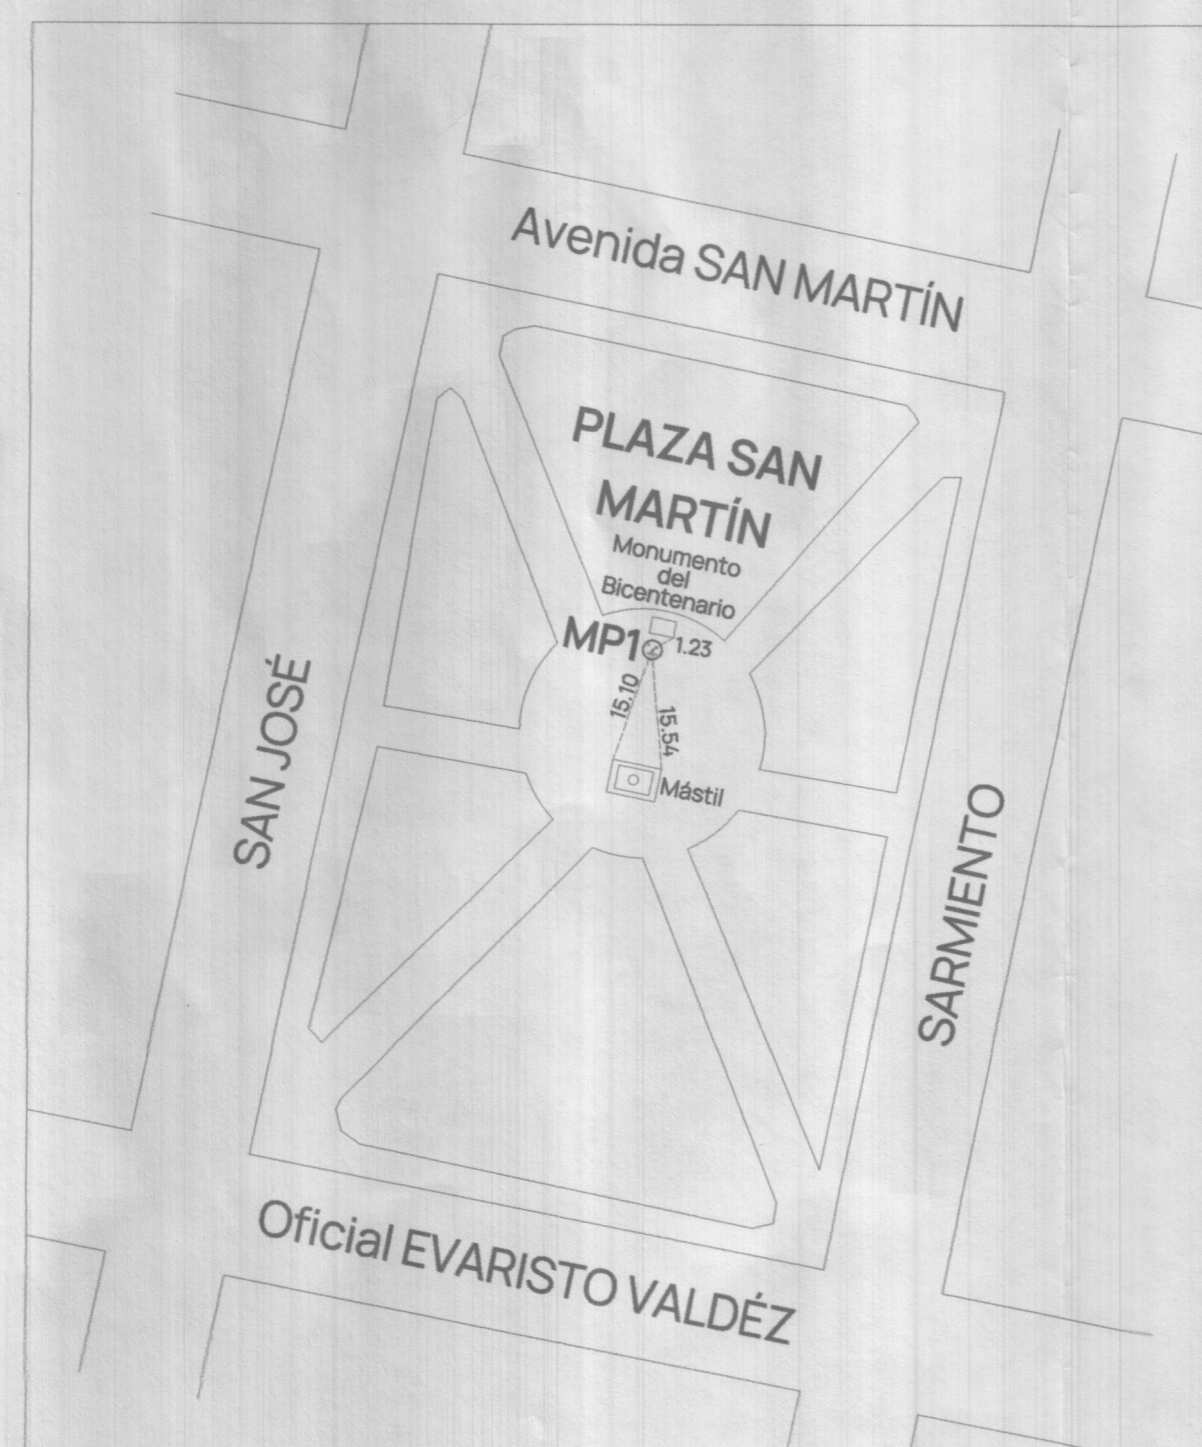 Avenida SAN MARTÍN
PLAZA SAN
MARTÍN
Monumento
del
Bicentenario
MP1
1.23
15.10
15.54
Mástil
SAN JOSÉ
SARMIENTO
Oficial EVARISTO VALDÉZ